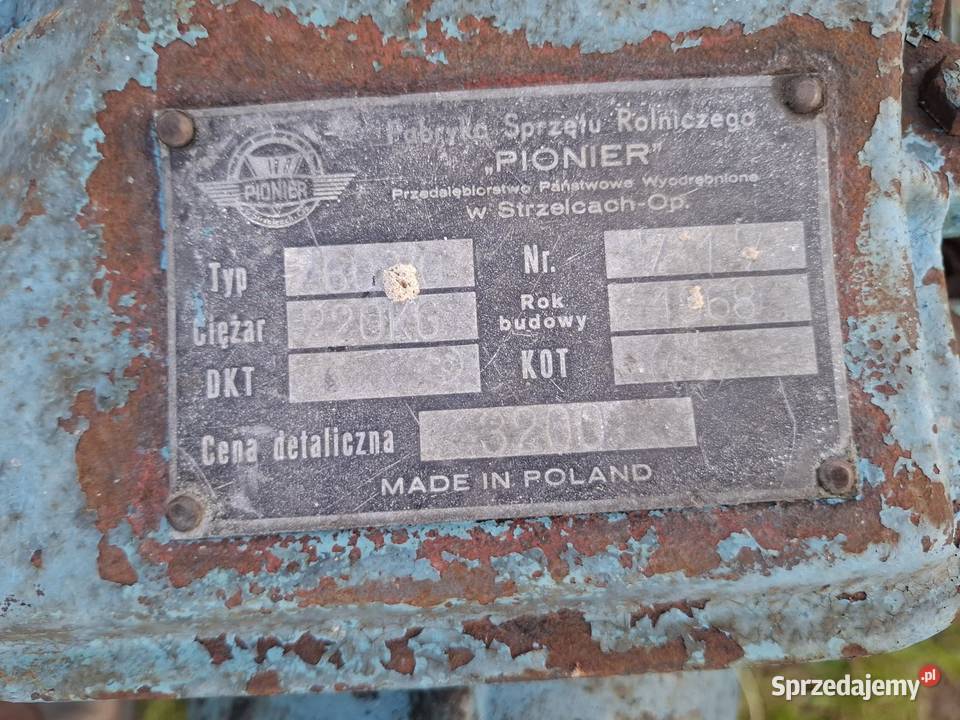 Fabryka Sprzętu Rolniczego
„PIONIER”
Przedsiębiorstwo Państwowe Wyodrębnione
w Strzelcach-Op.
PIONIER
Typ
Nr.
Ciężar 220KG
Rok budowy 1968
DKT
KOT
Cena detaliczna 3200
MADE IN POLAND
Sprzedajemy.pl